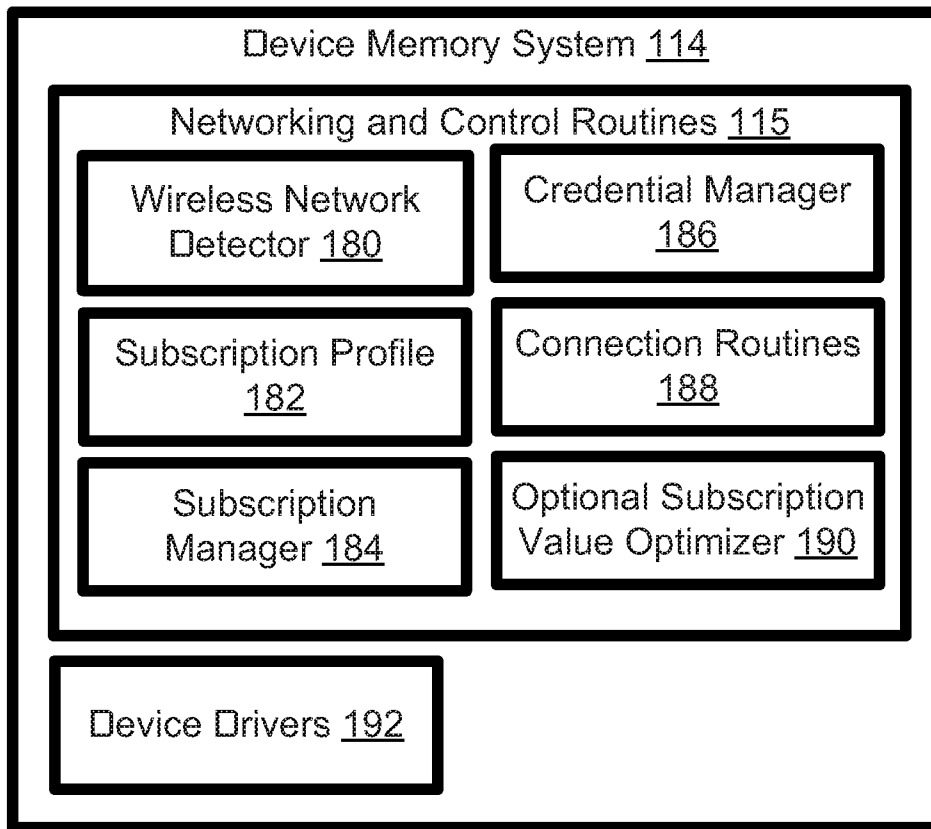 Device Memory System 114
Networking and Control Routines 115
Wireless Network
Detector 180
Credential Manager
186
Subscription Profile
182
Connection Routines
188
Subscription
Manager 184
Optional Subscription
Value Optimizer 190
Device Drivers 192